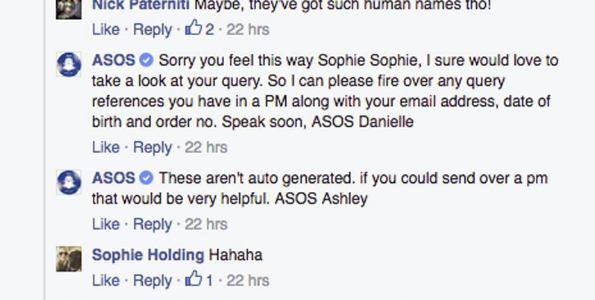 Nick Paterniti Maybe, they've got such human names tho!
Like · Reply · 2 · 22 hrs
ASOS Sorry you feel this way Sophie Sophie, I sure would love to
take a look at your query. So I can please fire over any query
references you have in a PM along with your email address, date of
birth and order no. Speak soon, ASOS Danielle
Like · Reply · 22 hrs
ASOS These aren't auto generated. if you could send over a pm
that would be very helpful. ASOS Ashley
Like · Reply · 22 hrs
Sophie Holding Hahaha
Like · Reply · 1 · 22 hrs